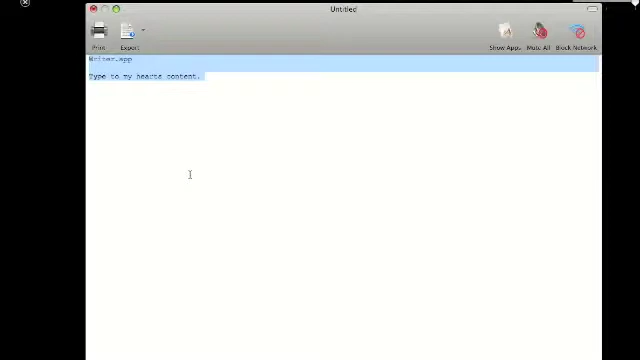 Untitled
Print Export Show Apps Mute All Block Network
Writer.app
Type to my hearts content.